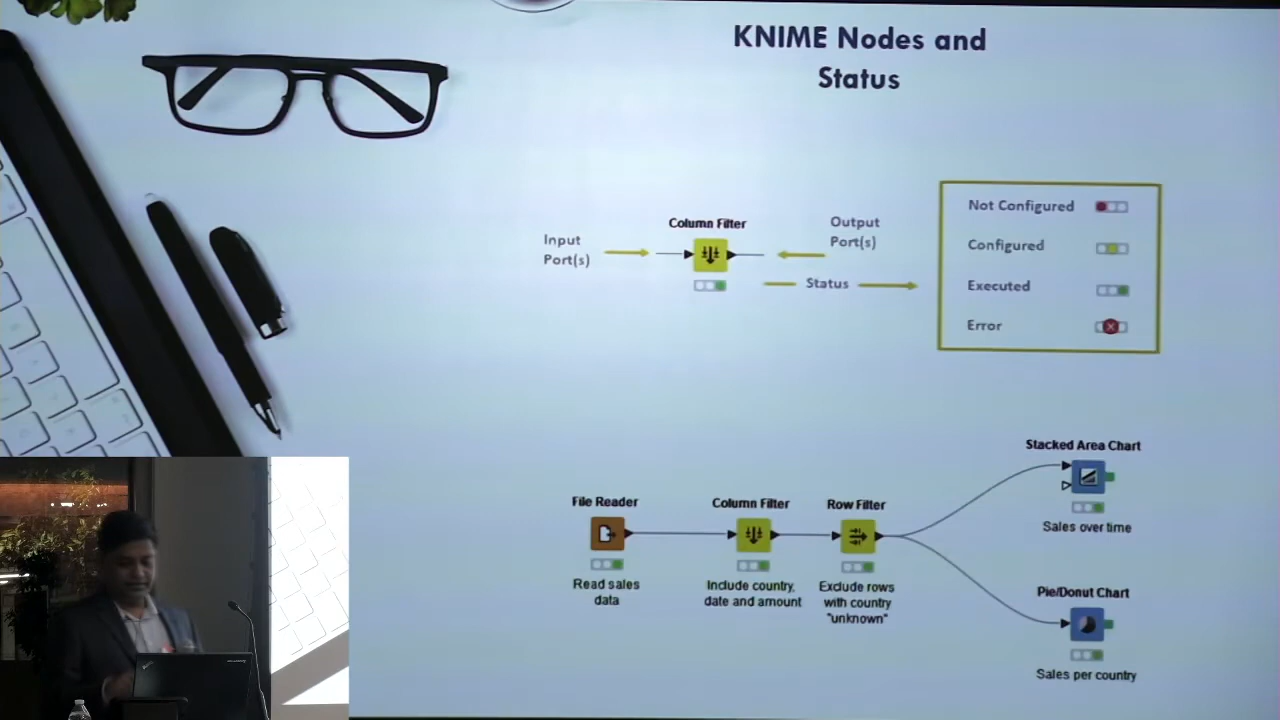 KNIME Nodes and
Status
Column Filter
Input
Port(s)
Output
Port(s)
Status
Not Configured
Configured
Executed
Error
File Reader
Read sales
data
Column Filter
Include country,
date and amount
Row Filter
Exclude rows
with country
"unknown"
Stacked Area Chart
Sales over time
Pie/Donut Chart
Sales per country